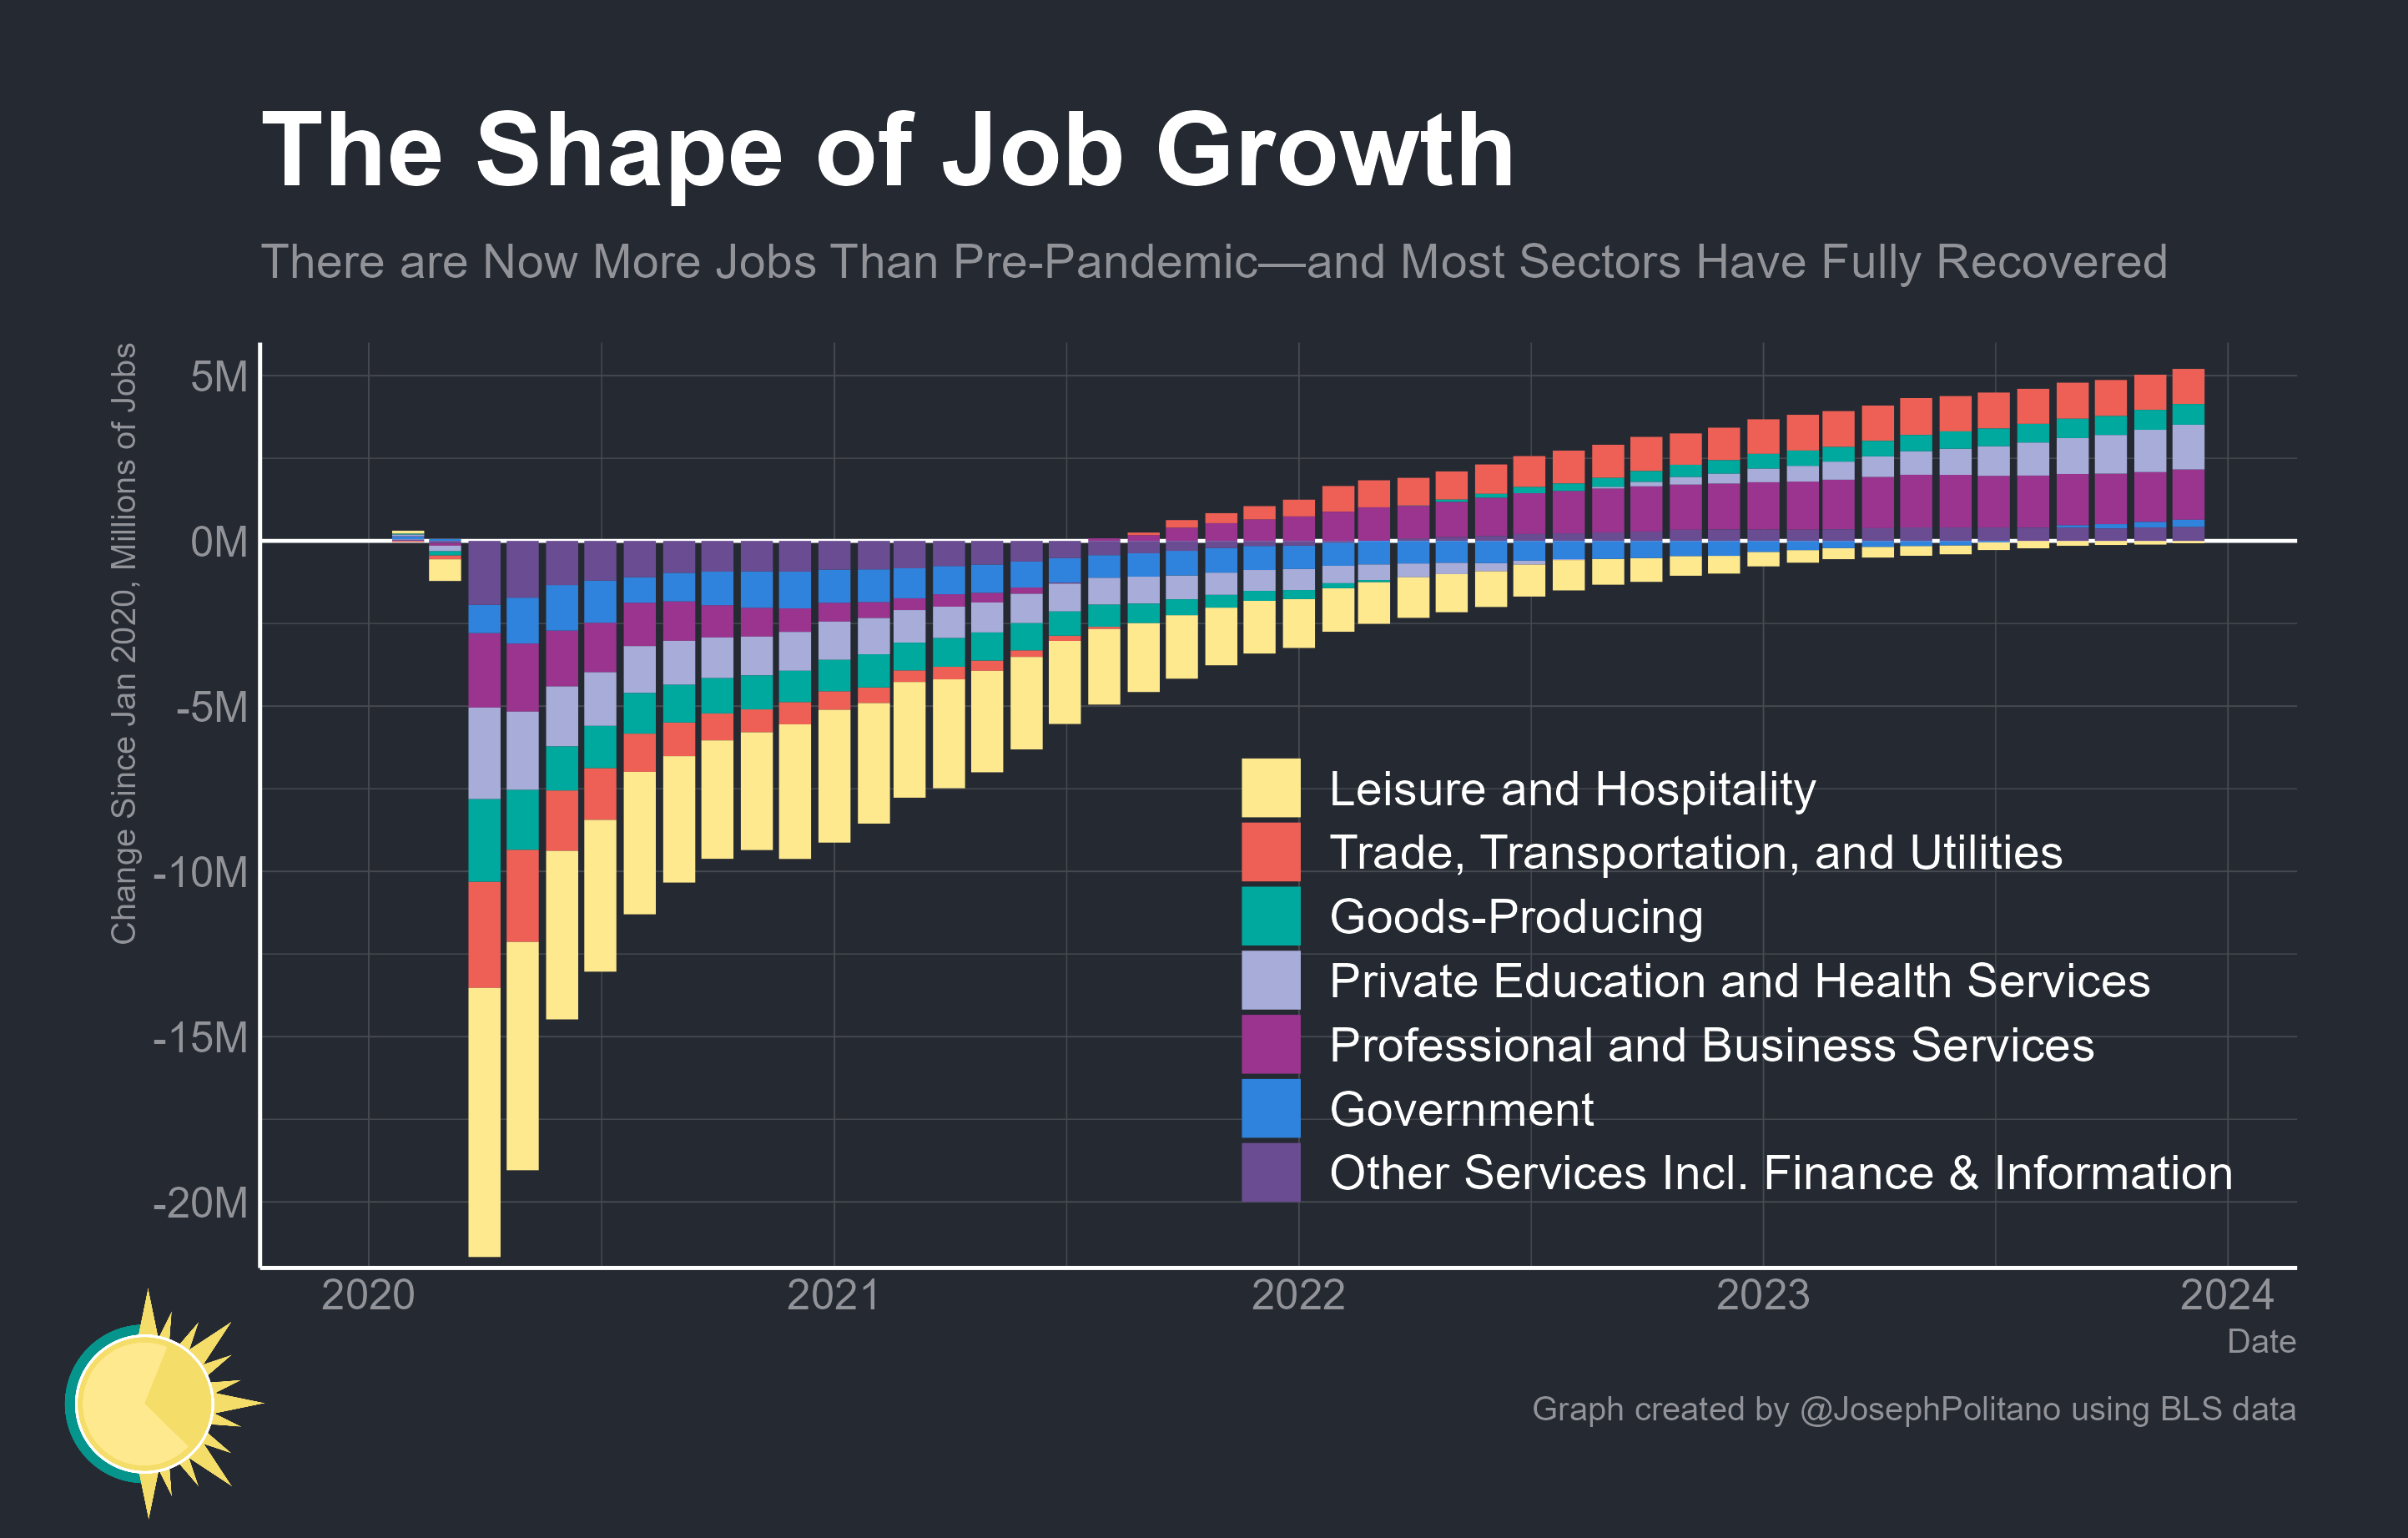 The Shape of Job Growth
There are Now More Jobs Than Pre-Pandemic—and Most Sectors Have Fully Recovered
Change Since Jan 2020, Millions of Jobs
5M
0M
-5M
-10M
-15M
-20M
Leisure and Hospitality
Trade, Transportation, and Utilities
Goods-Producing
Private Education and Health Services
Professional and Business Services
Government
Other Services Incl. Finance & Information
2020 2021 2022 2023 2024
Date
Graph created by @JosephPolitano using BLS data